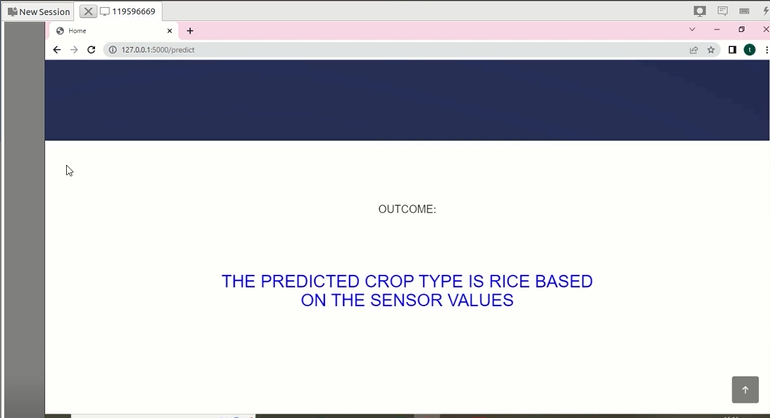 New Session
119596669
Home
127.0.0.1:5000/predict
t
OUTCOME:
THE PREDICTED CROP TYPE IS RICE BASED
ON THE SENSOR VALUES